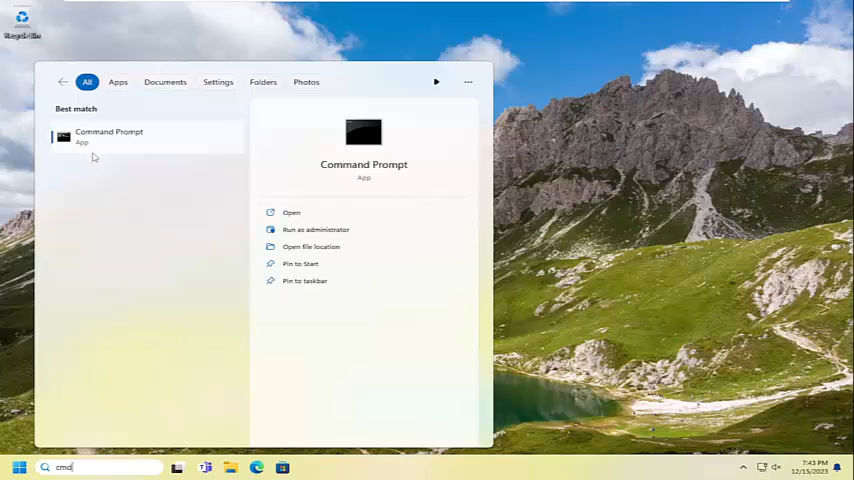 Recycle Bin
All
Apps
Documents
Settings
Folders
Photos
Best match
Command Prompt
App
Command Prompt
App
Open
Run as administrator
Open file location
Pin to Start
Pin to taskbar
cmd
7:43 PM
12/15/2023